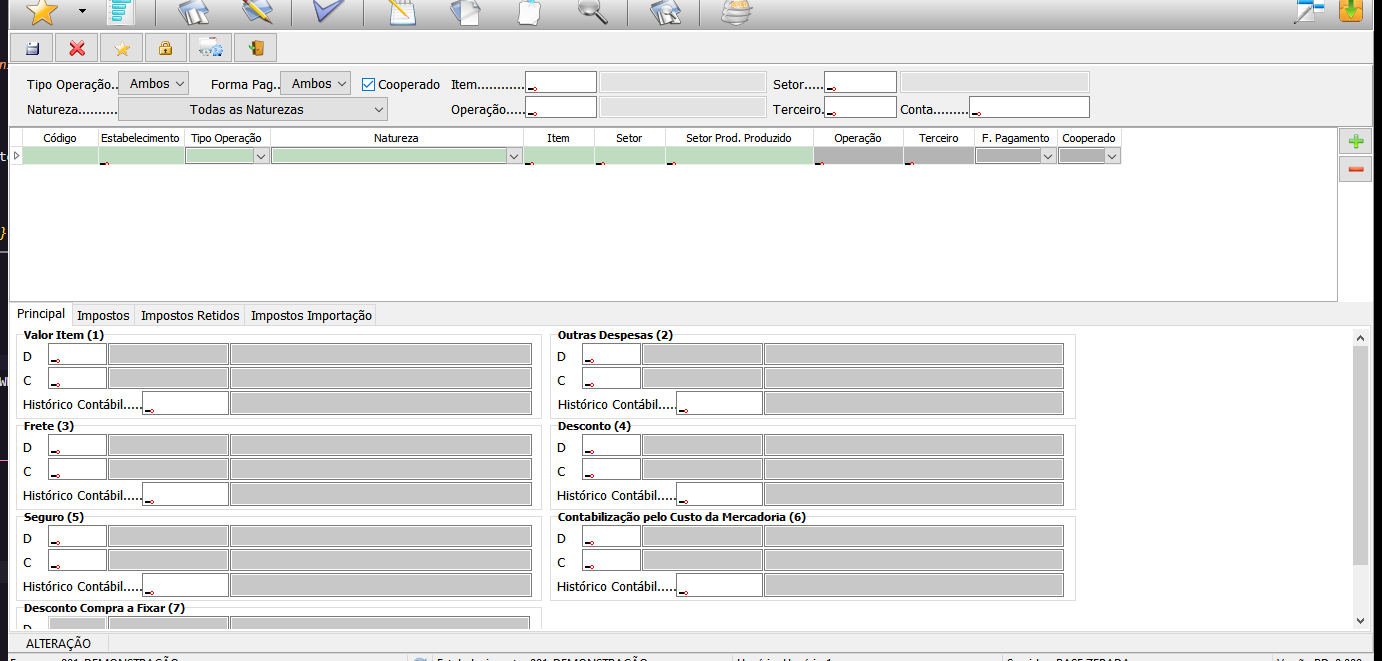 Tipo Operação.. Ambos Forma Pag.. Ambos Cooperado Item............ Setor.....
Natureza.......... Todas as Naturezas Operação..... Terceiro. Conta.........
Código Estabelecimento Tipo Operação Natureza Item Setor Setor Prod. Produzido Operação Terceiro F. Pagamento Cooperado
Principal Impostos Impostos Retidos Impostos Importação
Valor Item (1) Outras Despesas (2)
D D
C C
Histórico Contábil..... Histórico Contábil.....
Frete (3) Desconto (4)
D D
C C
Histórico Contábil..... Histórico Contábil.....
Seguro (5) Contabilização pelo Custo da Mercadoria (6)
D D
C C
Histórico Contábil..... Histórico Contábil.....
Desconto Compra a Fixar (7)
D
ALTERAÇÃO